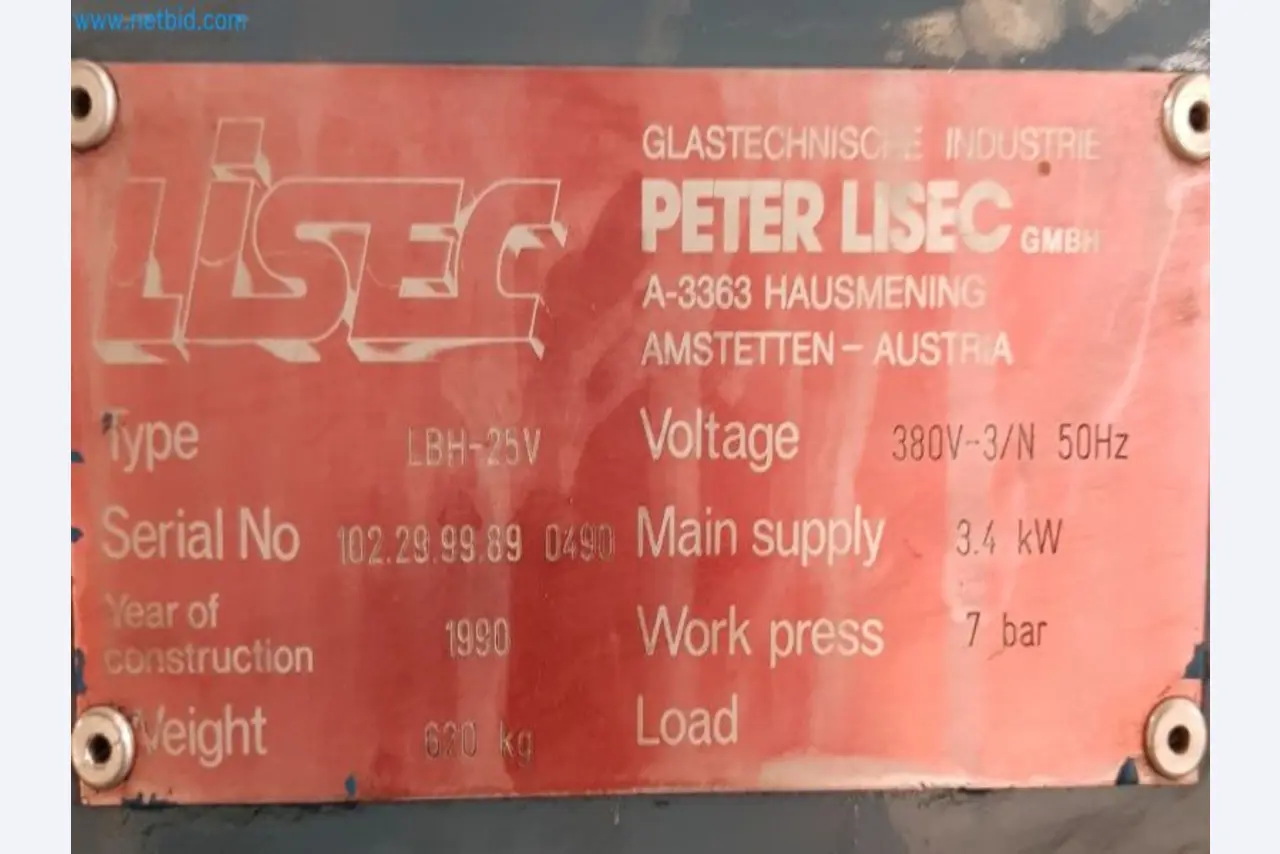 www.netbid.com
LiSEC
GLASTECHNISCHE INDUSTRIE
PETER LISEC GMBH
A-3363 HAUSMENING
AMSTETTEN – AUSTRIA
Type LBH-25V
Voltage 380V~3/N 50Hz
Serial No 102.29.99.89 0490
Main supply 3.4 kW
Year of
construction 1990
Work press 7 bar
Weight kg
Load